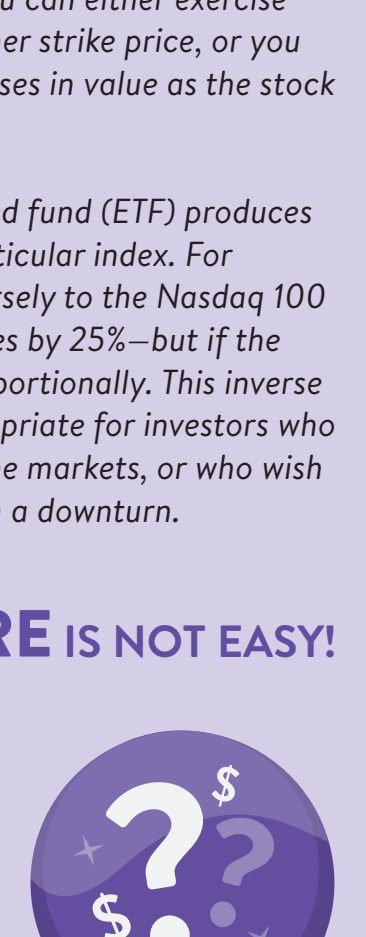 u can either exercise
er strike price, or you
ses in value as the stock
d fund (ETF) produces
ticular index. For
rsely to the Nasdaq 100
es by 25%—but if the
portionally. This inverse
priate for investors who
e markets, or who wish
a downturn.
RE IS NOT EASY!
$
? ?
$